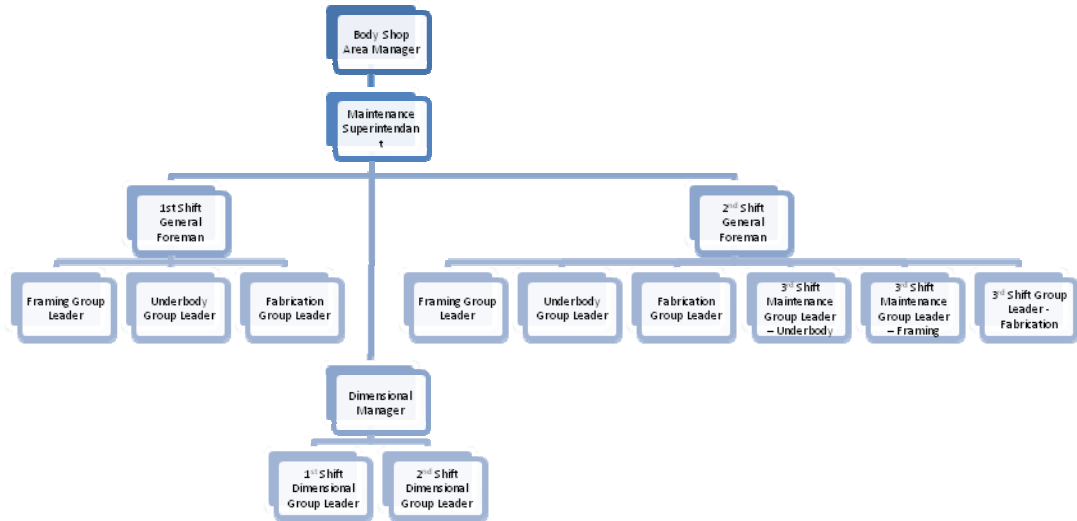 Body Shop
Area Manager
Maintenance
Superintendan
t
1st Shift
General
Foreman
2nd Shift
General
Foreman
Framing Group
Leader
Underbody
Group Leader
Fabrication
Group Leader
Framing Group
Leader
Underbody
Group Leader
Fabrication
Group Leader
3rd Shift
Maintenance
Group Leader
– Underbody
3rd Shift
Maintenance
Group Leader
– Framing
3rd Shift Group
Leader -
Fabrication
Dimensional
Manager
1st Shift
Dimensional
Group Leader
2nd Shift
Dimensional
Group Leader